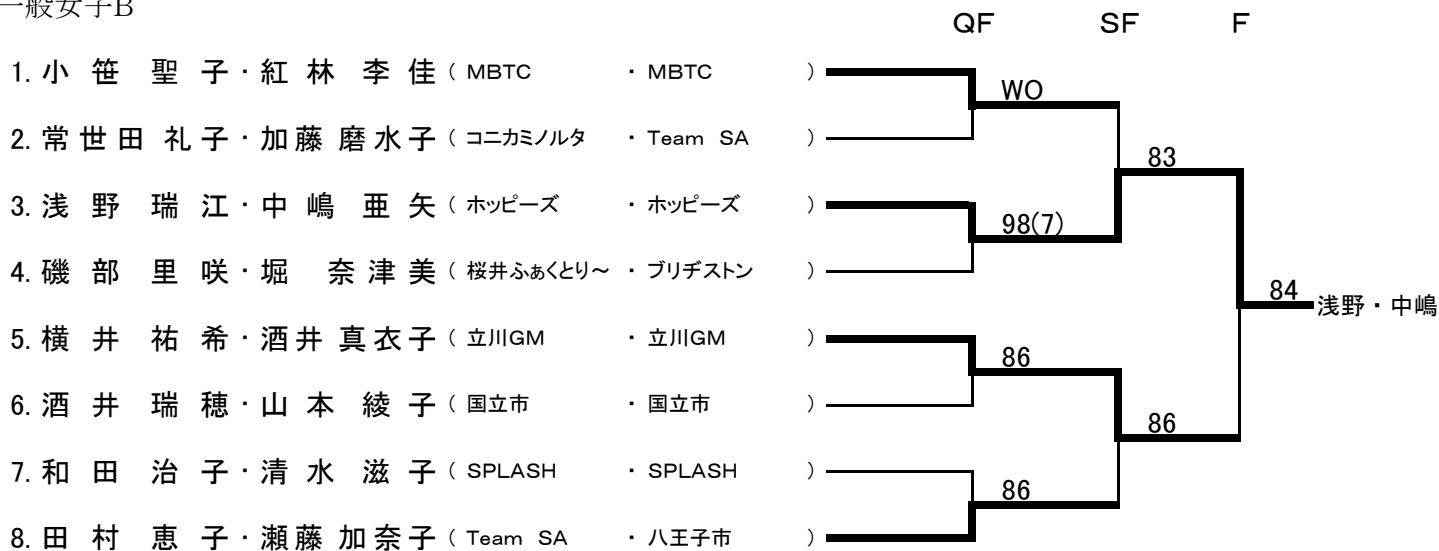 一般女子B
QF SF F
1. 小笹 聖子・紅林 李佳 ( MBTC ・ MBTC )
WO
2. 常世田 礼子・加藤 磨水子 ( コニカミノルタ ・ Team SA )
83
3. 浅野 瑞江・中嶋 亜矢 ( ホッピーズ ・ ホッピーズ )
98(7)
4. 磯部 里咲・堀 奈津美 ( 桜井ふぁくとり~ ・ ブリヂストン )
84 浅野・中嶋
5. 横井 祐希・酒井 真衣子 ( 立川GM ・ 立川GM )
86
6. 酒井 瑞穂・山本 綾子 ( 国立市 ・ 国立市 )
86
7. 和田 治子・清水 滋子 ( SPLASH ・ SPLASH )
86
8. 田村 恵子・瀬藤 加奈子 ( Team SA ・ 八王子市 )